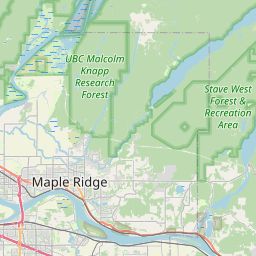 UBC Malcolm
Knapp
Research
Forest
Stave West
Forest &
Recreation
Area
Maple Ridge